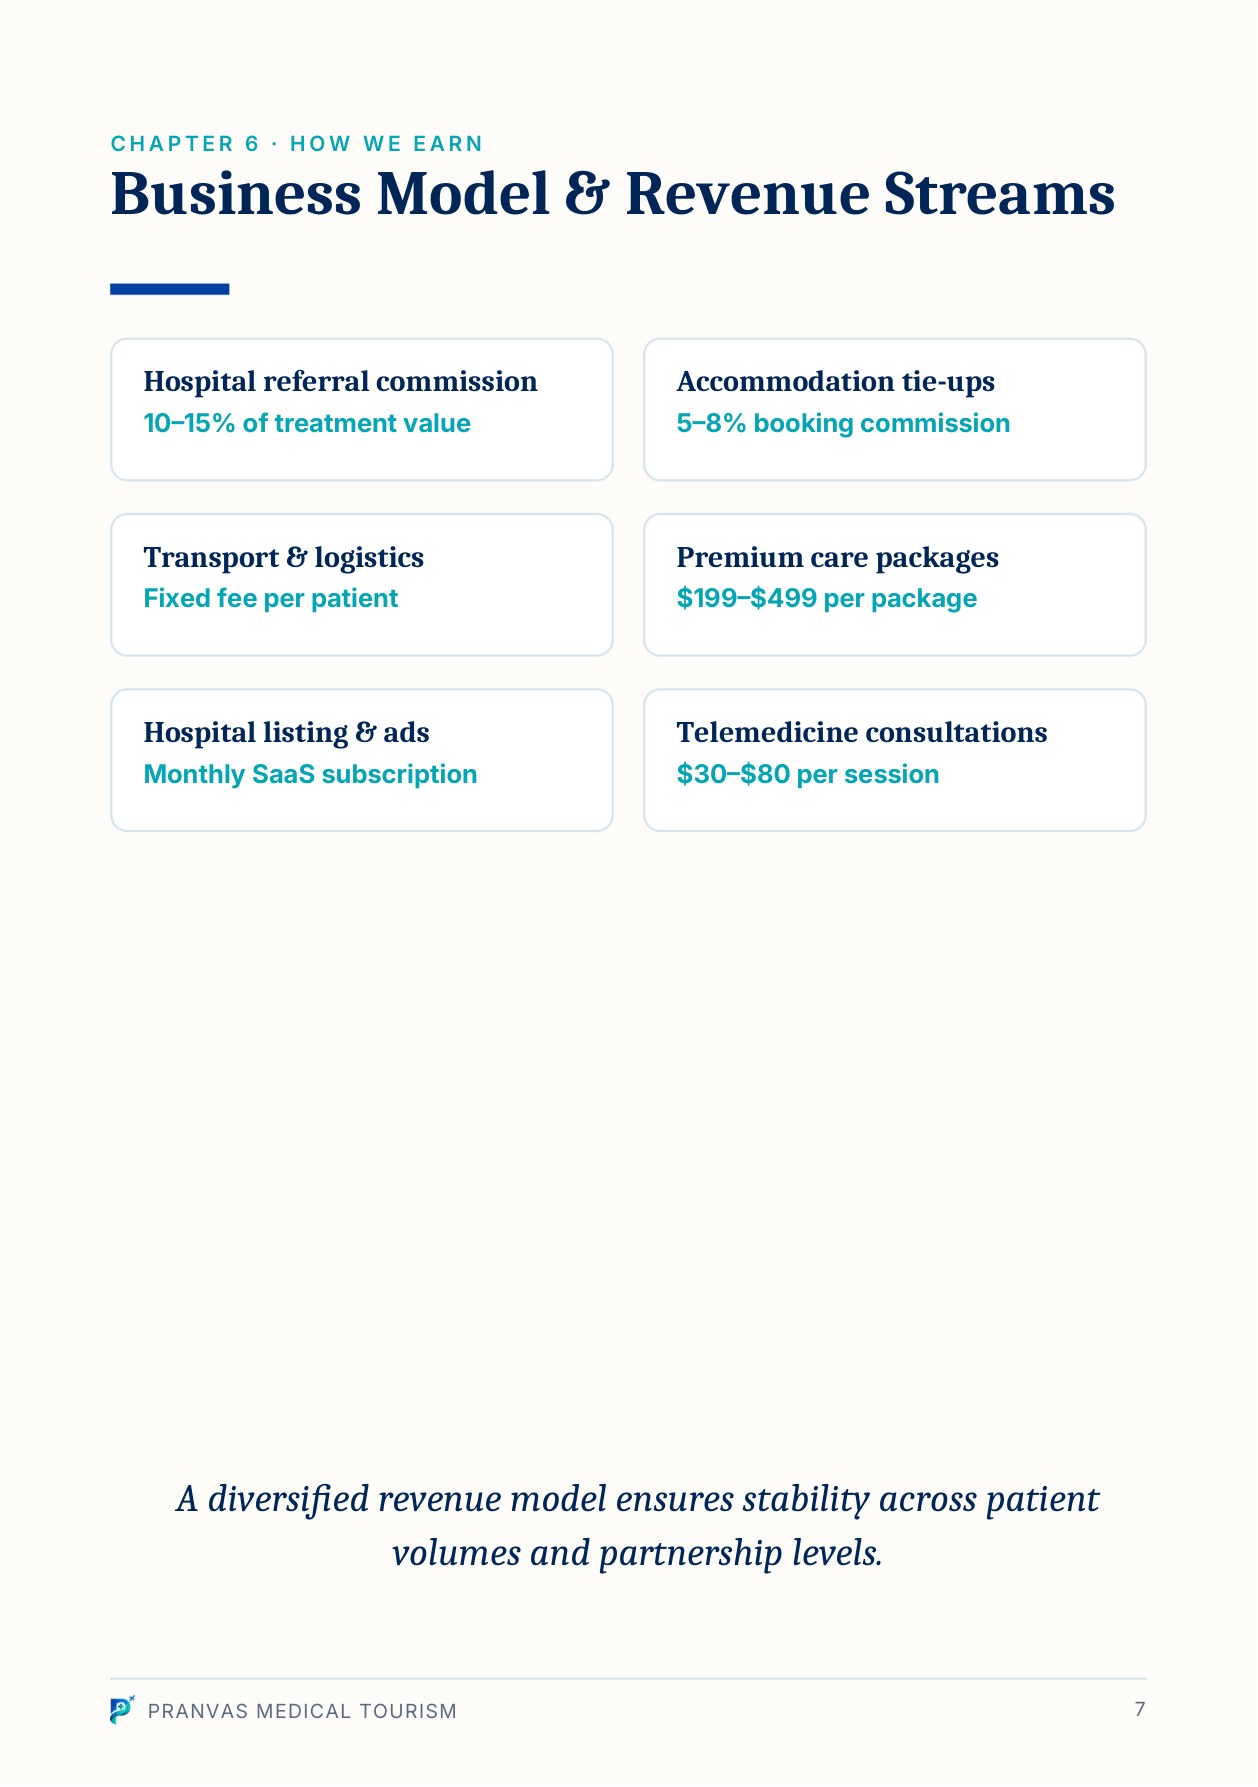 CHAPTER 6 · HOW WE EARN
Business Model & Revenue Streams
Hospital referral commission
10–15% of treatment value
Accommodation tie-ups
5–8% booking commission
Transport & logistics
Fixed fee per patient
Premium care packages
$199–$499 per package
Hospital listing & ads
Monthly SaaS subscription
Telemedicine consultations
$30–$80 per session
A diversified revenue model ensures stability across patient
volumes and partnership levels.
PRANVAS MEDICAL TOURISM
7